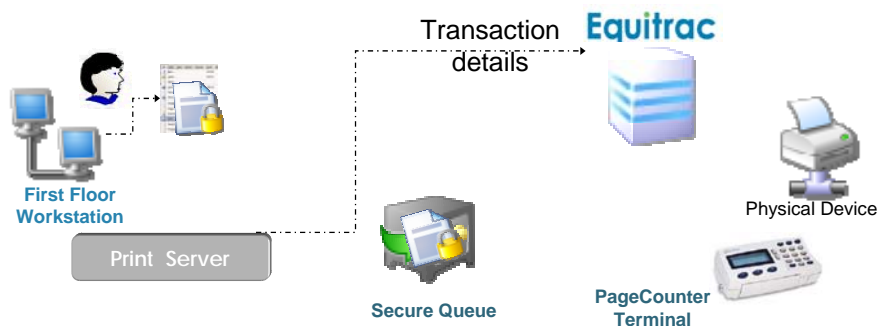 Transaction
details
Equitrac
First Floor
Workstation
Physical Device
Print Server
Secure Queue
PageCounter
Terminal